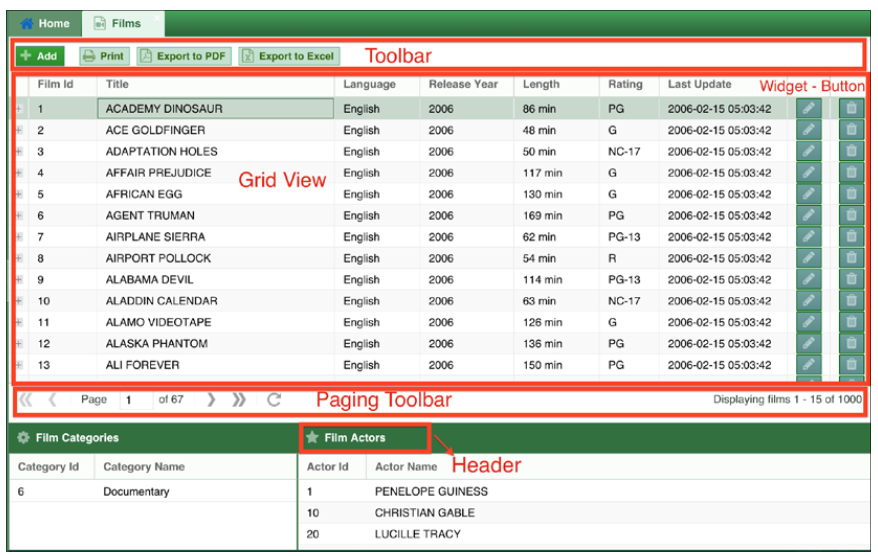 Home Films
Add Print Export to PDF Export to Excel Toolbar
Film Id Title Language Release Year Length Rating Last Update Widget - Button
1 ACADEMY DINOSAUR English 2006 86 min PG 2006-02-15 05:03:42
2 ACE GOLDFINGER English 2006 48 min G 2006-02-15 05:03:42
3 ADAPTATION HOLES English 2006 50 min NC-17 2006-02-15 05:03:42
4 AFFAIR PREJUDICE English 2006 117 min G 2006-02-15 05:03:42
Grid View
5 AFRICAN EGG English 2006 130 min G 2006-02-15 05:03:42
6 AGENT TRUMAN English 2006 169 min PG 2006-02-15 05:03:42
7 AIRPLANE SIERRA English 2006 62 min PG-13 2006-02-15 05:03:42
8 AIRPORT POLLOCK English 2006 54 min R 2006-02-15 05:03:42
9 ALABAMA DEVIL English 2006 114 min PG-13 2006-02-15 05:03:42
10 ALADDIN CALENDAR English 2006 63 min NC-17 2006-02-15 05:03:42
11 ALAMO VIDEOTAPE English 2006 126 min G 2006-02-15 05:03:42
12 ALASKA PHANTOM English 2006 136 min PG 2006-02-15 05:03:42
13 ALI FOREVER English 2006 150 min PG 2006-02-15 05:03:42
Page 1 of 67 Paging Toolbar Displaying films 1 - 15 of 1000
Film Categories Film Actors
Category Id Category Name Actor Id Actor Name Header
6 Documentary 1 PENELOPE GUINESS
10 CHRISTIAN GABLE
20 LUCILLE TRACY